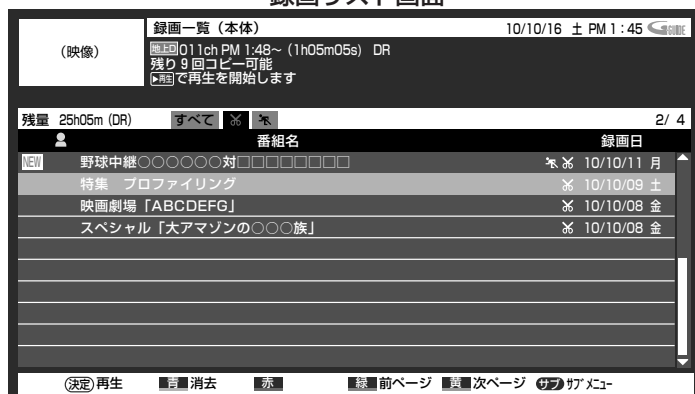 録画リスト画面
録画一覧（本体） 10/10/16 土 PM 1：45 G-GUIDE
（映像）
地上D 011ch PM 1:48～ (1h05m05s) DR
残り 9 回コピー可能
▶再生で再生を開始します
残量 25h05m (DR) すべて 2/ 4
番組名 録画日
NEW 野球中継○○○○○○対□□□□□□□□ 10/10/11 月
特集 プロファイリング 10/10/09 土
映画劇場「ABCDEFG」 10/10/08 金
スペシャル「大アマゾンの○○○族」 10/10/08 金
決定 再生 青 消去 赤 緑 前ページ 黄 次ページ サブ サブメニュー